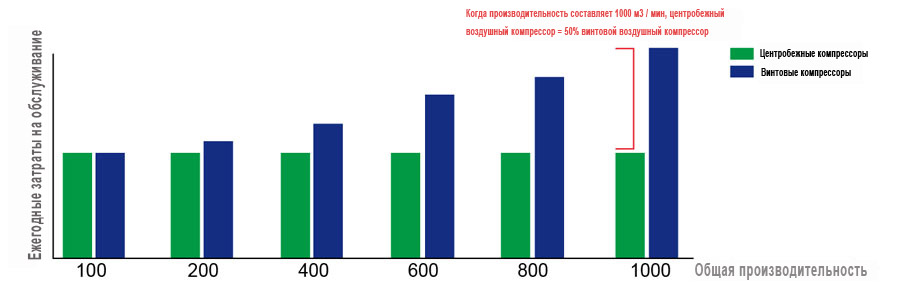 Когда производительность составляет 1000 м3 / мин, центробежный
воздушный компрессор = 50% винтовой воздушный компрессор
Центробежные компрессоры
Винтовые компрессоры
Ежегодные затраты на обслуживание
100 200 400 600 800 1000 Общая производительность